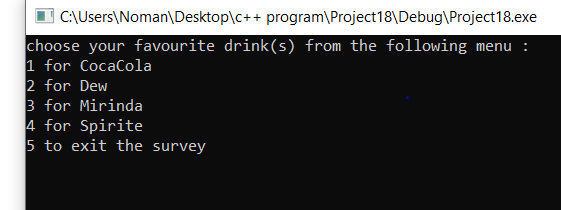 C:\Users\Noman\Desktop\c++ program\Project18\Debug\Project18.exe
choose your favourite drink(s) from the following menu :
1 for CocaCola
2 for Dew
3 for Mirinda
4 for Spirite
5 to exit the survey